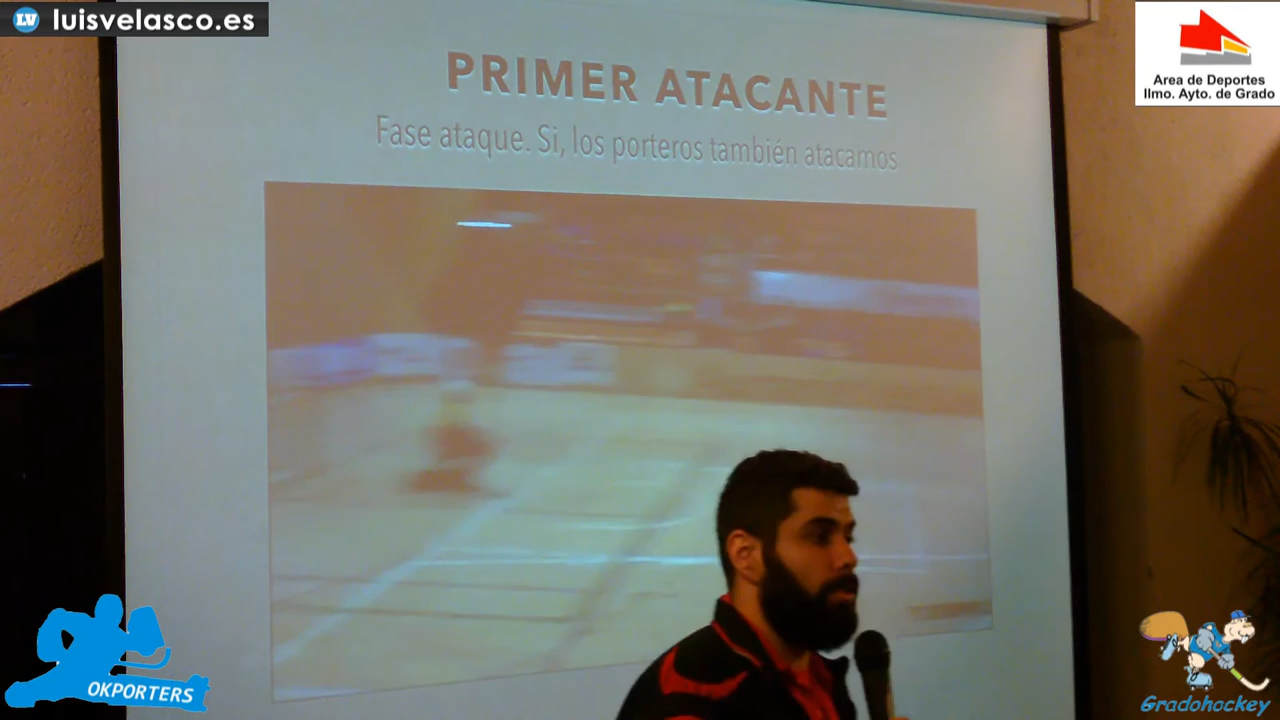 LV luisvelasco.es
PRIMER ATACANTE
Fase ataque. Si, los porteros también atacamos
Area de Deportes
Ilmo. Ayto. de Grado
OKPORTERS
Gradohockey